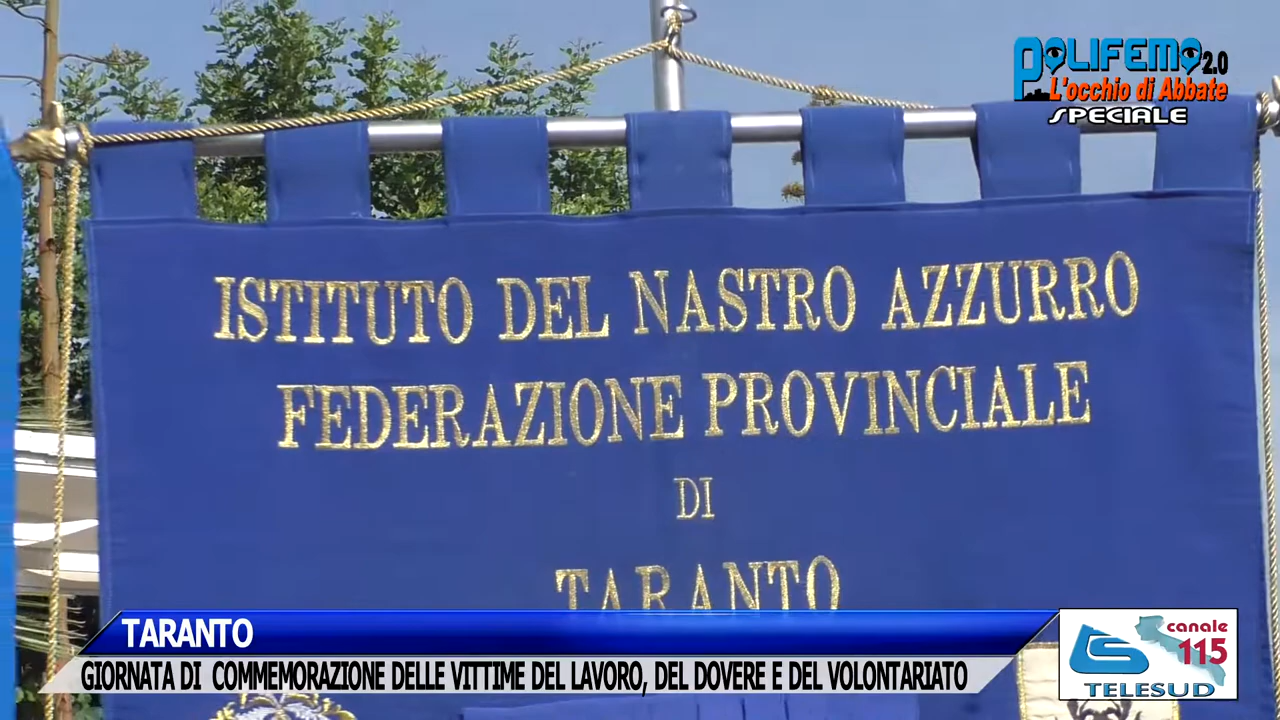 POLIFEMO 2.0
L'occhio di Abbate
SPECIALE
ISTITUTO DEL NASTRO AZZURRO
FEDERAZIONE PROVINCIALE
DI
TARANTO
TARANTO
GIORNATA DI COMMEMORAZIONE DELLE VITTIME DEL LAVORO, DEL DOVERE E DEL VOLONTARIATO
canale
115
TELESUD